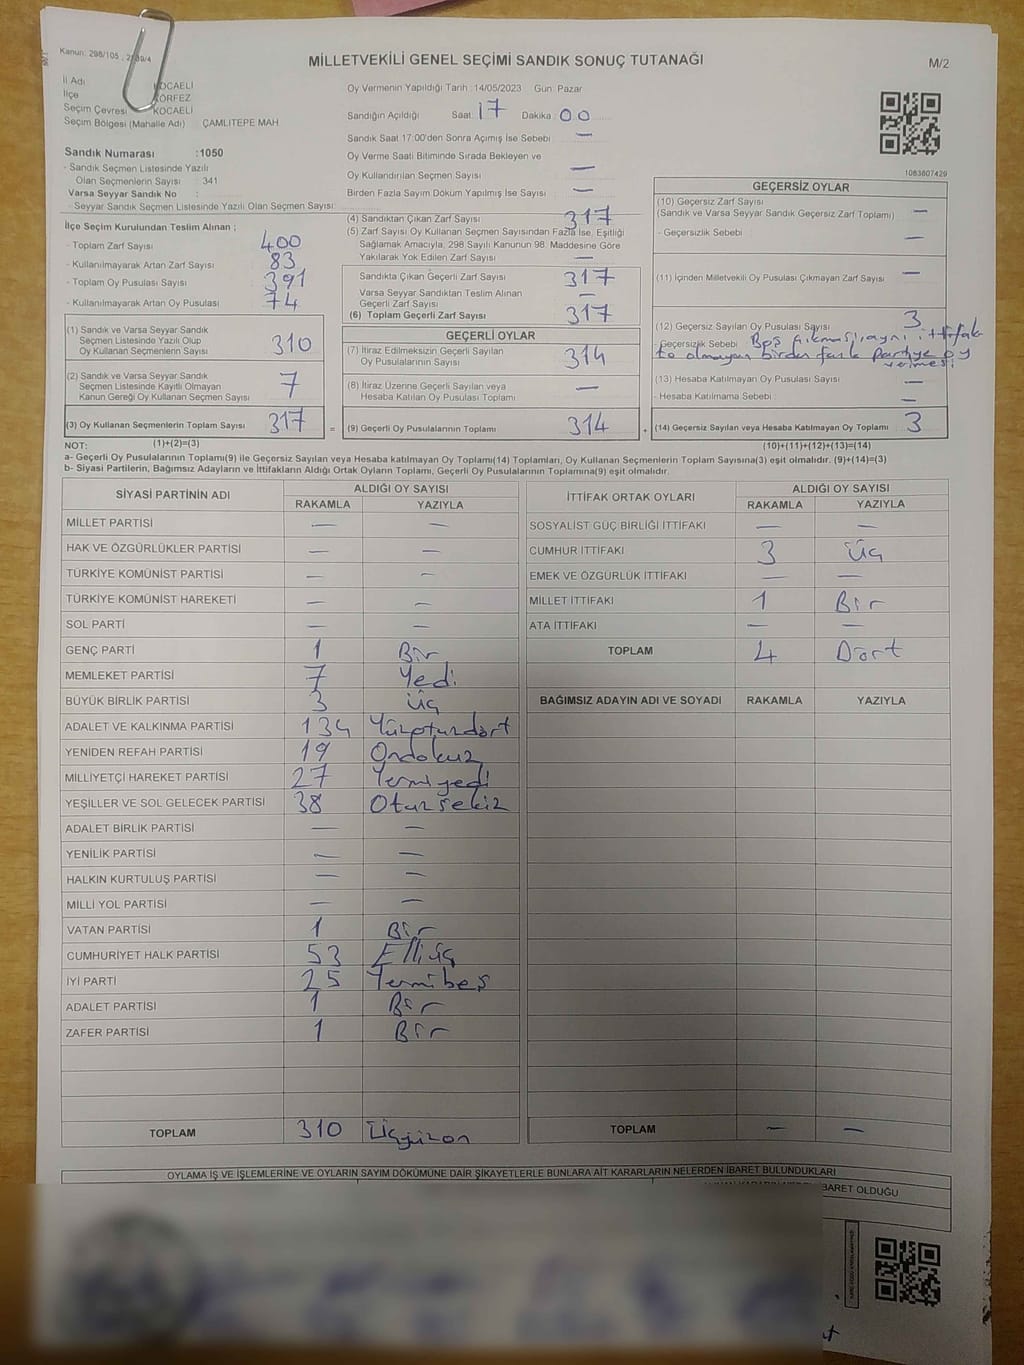 Kanun: 298/105 , 2839/4
MİLLETVEKİLİ GENEL SEÇİMİ SANDIK SONUÇ TUTANAĞI
M/2
İl Adı KOCAELİ
İlçe KÖRFEZ
Seçim Çevresi KOCAELİ
Seçim Bölgesi (Mahalle Adı) ÇAMLITEPE MAH
Sandık Numarası :1050
- Sandık Seçmen Listesinde Yazılı
Olan Seçmenlerin Sayısı : 341
Varsa Seyyar Sandık No :
- Seyyar Sandık Seçmen Listesinde Yazılı Olan Seçmen Sayısı:
İlçe Seçim Kurulundan Teslim Alınan ;
- Toplam Zarf Sayısı 400
- Kullanılmayarak Artan Zarf Sayısı 83
- Toplam Oy Pusulası Sayısı 391
- Kullanılmayarak Artan Oy Pusulası 74
(1) Sandık ve Varsa Seyyar Sandık
Seçmen Listesinde Yazılı Olup
Oy Kullanan Seçmenlerin Sayısı 310
(2) Sandık ve Varsa Seyyar Sandık
Seçmen Listesinde Kayıtlı Olmayan
Kanun Gereği Oy Kullanan Seçmen Sayısı 7
(3) Oy Kullanan Seçmenlerin Toplam Sayısı 317 =
Oy Vermenin Yapıldığı Tarih : 14/05/2023 Gün: Pazar
Sandığın Açıldığı Saat: 17 Dakika: 00
Sandık Saat 17:00'den Sonra Açımış İse Sebebi : —
Oy Verme Saati Bitiminde Sırada Bekleyen ve
Oy Kullandırılan Seçmen Sayısı —
Birden Fazla Sayım Döküm Yapılmış İse Sayısı —
(4) Sandıktan Çıkan Zarf Sayısı 317
(5) Zarf Sayısı Oy Kullanan Seçmen Sayısından Fazla İse, Eşitliği
Sağlamak Amacıyla, 298 Sayılı Kanunun 98. Maddesine Göre
Yakılarak Yok Edilen Zarf Sayısı —
Sandıkta Çıkan Geçerli Zarf Sayısı 317
Varsa Seyyar Sandıktan Teslim Alınan
Geçerli Zarf Sayısı —
(6) Toplam Geçerli Zarf Sayısı 317
GEÇERLİ OYLAR
(7) İtiraz Edilmeksizin Geçerli Sayılan
Oy Pusulalarının Sayısı 314
(8) İtiraz Üzerine Geçerli Sayılan veya
Hesaba Katılan Oy Pusulası Toplamı —
(9) Geçerli Oy Pusulalarının Toplamı 314 +
1083807429
GEÇERSİZ OYLAR
(10) Geçersiz Zarf Sayısı
(Sandık ve Varsa Seyyar Sandık Geçersiz Zarf Toplamı) —
- Geçersizlik Sebebi : —
(11) İçinden Milletvekili Oy Pusulası Çıkmayan Zarf Sayısı —
(12) Geçersiz Sayılan Oy Pusulası Sayısı 3
- Geçersizlik Sebebi Boş çıkması, aynı ittifak
ta olmayan birden fazla partiye oy
vermesi
(13) Hesaba Katılmayan Oy Pusulası Sayısı —
- Hesaba Katılmama Sebebi : —
(14) Geçersiz Sayılan veya Hesaba Katılmayan Oy Toplamı 3
NOT: (1)+(2)=(3) (10)+(11)+(12)+(13)=(14)
a- Geçerli Oy Pusulalarının Toplamı(9) ile Geçersiz Sayılan veya Hesaba katılmayan Oy Toplamı(14) Toplamları, Oy Kullanan Seçmenlerin Toplam Sayısına(3) eşit olmalıdır. (9)+(14)=(3)
b- Siyasi Partilerin, Bağımsız Adayların ve İttifakların Aldığı Ortak Oyların Toplamı, Geçerli Oy Pusulalarının Toplamına(9) eşit olmalıdır.
SİYASİ PARTİNİN ADI ALDIĞI OY SAYISI
RAKAMLA YAZIYLA
MİLLET PARTİSİ — —
HAK VE ÖZGÜRLÜKLER PARTİSİ — —
TÜRKİYE KOMÜNİST PARTİSİ — —
TÜRKİYE KOMÜNİST HAREKETİ — —
SOL PARTİ — —
GENÇ PARTİ 1 Bir
MEMLEKET PARTİSİ 7 Yedi
BÜYÜK BİRLİK PARTİSİ 3 Üç
ADALET VE KALKINMA PARTİSİ 134 Yüzotuzdört
YENİDEN REFAH PARTİSİ 19 Ondokuz
MİLLİYETÇİ HAREKET PARTİSİ 27 Yermiyedi
YEŞİLLER VE SOL GELECEK PARTİSİ 38 Otuzsekiz
ADALET BİRLİK PARTİSİ — —
YENİLİK PARTİSİ — —
HALKIN KURTULUŞ PARTİSİ — —
MİLLİ YOL PARTİSİ — —
VATAN PARTİSİ 1 Bir
CUMHURİYET HALK PARTİSİ 53 Elliüç
İYİ PARTİ 25 Yermibeş
ADALET PARTİSİ 1 Bir
ZAFER PARTİSİ 1 Bir
TOPLAM 310 Üçyüzon
İTTİFAK ORTAK OYLARI ALDIĞI OY SAYISI
RAKAMLA YAZIYLA
SOSYALİST GÜÇ BİRLİĞİ İTTİFAKI — —
CUMHUR İTTİFAKI 3 Üç
EMEK VE ÖZGÜRLÜK İTTİFAKI — —
MİLLET İTTİFAKI 1 Bir
ATA İTTİFAKI — —
TOPLAM 4 Dört
BAĞIMSIZ ADAYIN ADI VE SOYADI RAKAMLA YAZIYLA
TOPLAM — —
OYLAMA İŞ VE İŞLEMLERİNE VE OYLARIN SAYIM DÖKÜMÜNE DAİR ŞİKAYETLERLE BUNLARA AİT KARARLARIN NELERDEN İBARET BULUNDUKLARI
İBARET OLDUĞU